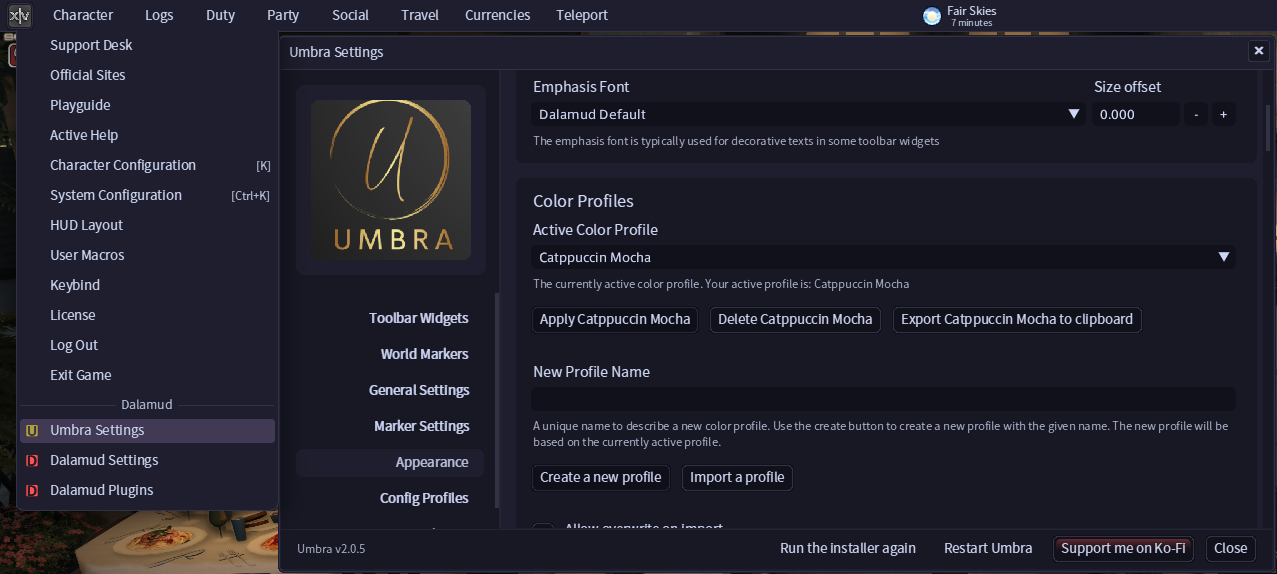 XIV Character Logs Duty Party Social Travel Currencies Teleport Fair Skies
7 minutes
Support Desk
Official Sites
Playguide
Active Help
Character Configuration [K]
System Configuration [Ctrl+K]
HUD Layout
User Macros
Keybind
License
Log Out
Exit Game
Dalamud
U Umbra Settings
D Dalamud Settings
D Dalamud Plugins
Umbra Settings
U
UMBRA
Toolbar Widgets
World Markers
General Settings
Marker Settings
Appearance
Config Profiles
Emphasis Font Size offset
Dalamud Default 0.000 - +
The emphasis font is typically used for decorative texts in some toolbar widgets
Color Profiles
Active Color Profile
Catppuccin Mocha
The currently active color profile. Your active profile is: Catppuccin Mocha
Apply Catppuccin Mocha Delete Catppuccin Mocha Export Catppuccin Mocha to clipboard
New Profile Name
A unique name to describe a new color profile. Use the create button to create a new profile with the given name. The new profile will be
based on the currently active profile.
Create a new profile Import a profile
Allow overwrite on import
Umbra v2.0.5 Run the installer again Restart Umbra Support me on Ko-Fi Close